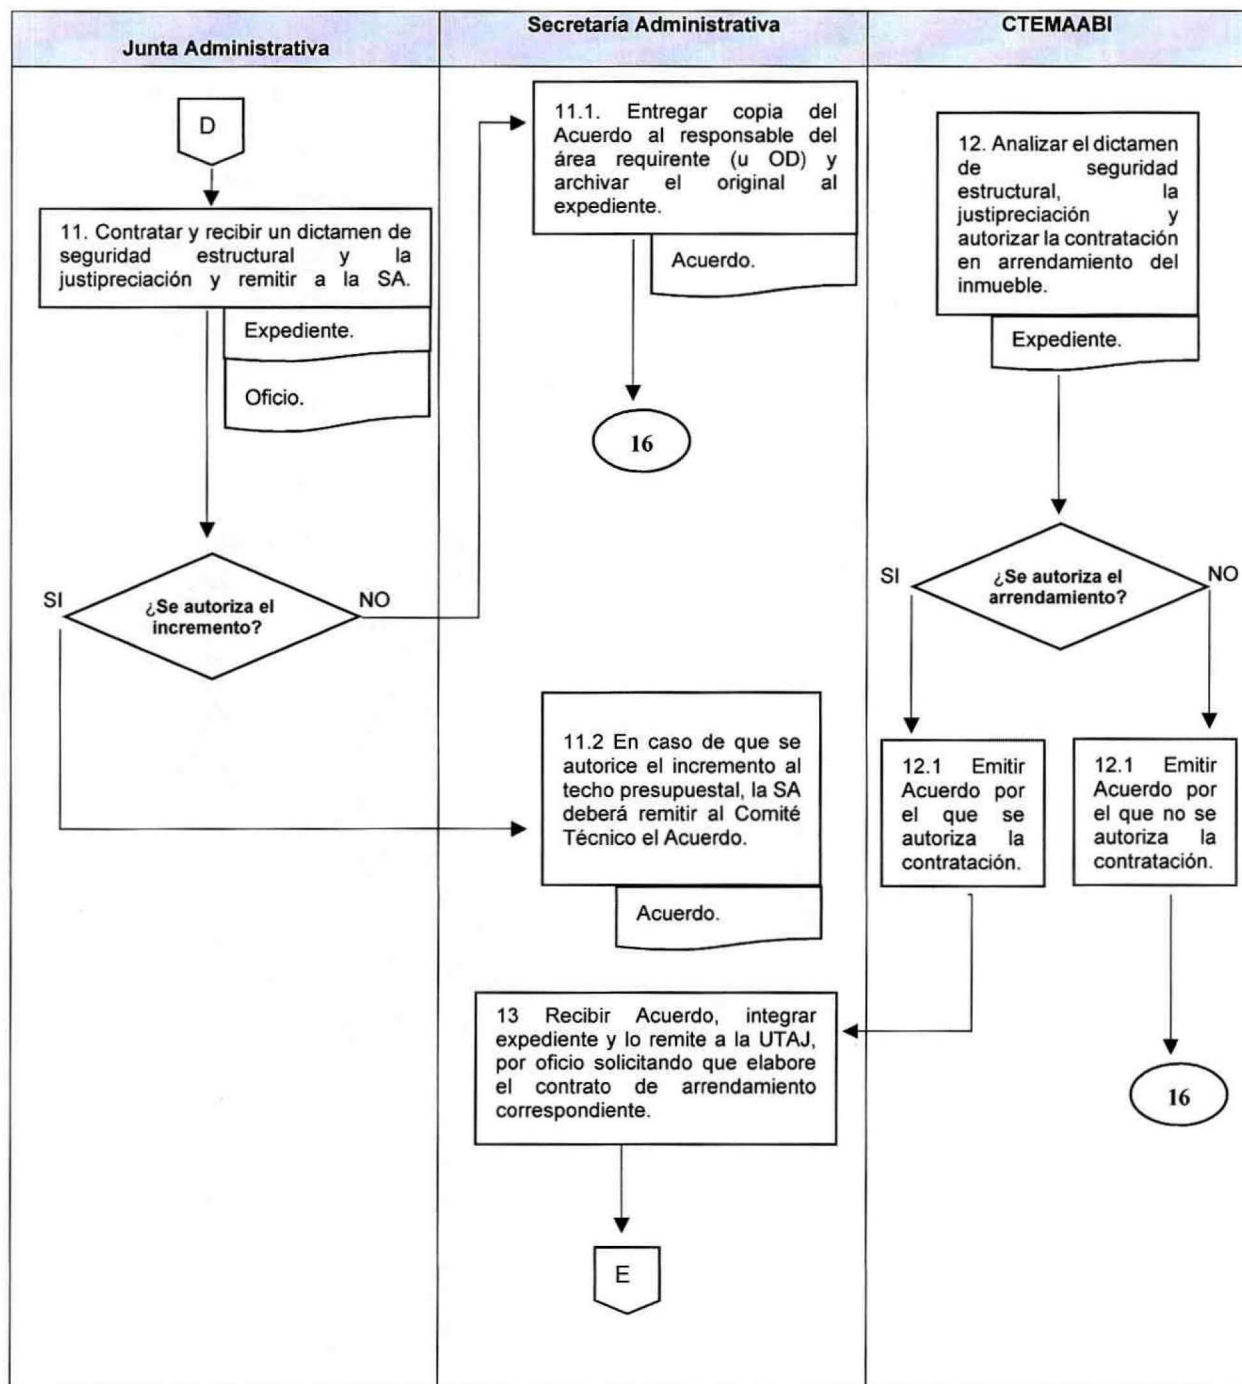 Junta Administrativa
Secretaría Administrativa
CTEMAABI
D
11. Contratar y recibir un dictamen de
seguridad estructural y la
justipreciación y remitir a la SA.
Expediente.
Oficio.
¿Se autoriza el
incremento?
SI
NO
11.1. Entregar copia del
Acuerdo al responsable del
área requirente (u OD) y
archivar el original al
expediente.
Acuerdo.
16
11.2 En caso de que se
autorice el incremento al
techo presupuestal, la SA
deberá remitir al Comité
Técnico el Acuerdo.
Acuerdo.
13 Recibir Acuerdo, integrar
expediente y lo remite a la UTAJ,
por oficio solicitando que elabore
el contrato de arrendamiento
correspondiente.
E
12. Analizar el dictamen
de seguridad
estructural, la
justipreciación y
autorizar la contratación
en arrendamiento del
inmueble.
Expediente.
SI
¿Se autoriza el
arrendamiento?
NO
12.1 Emitir
Acuerdo por
el que se
autoriza la
contratación.
12.1 Emitir
Acuerdo por
el que no se
autoriza la
contratación.
16